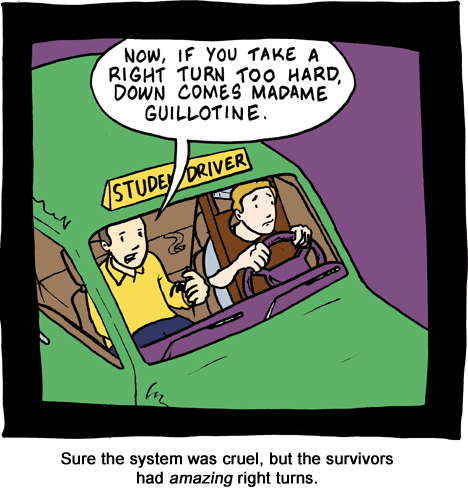 NOW, IF YOU TAKE A
RIGHT TURN TOO HARD,
DOWN COMES MADAME
GUILLOTINE.
STUDEN DRIVER
Sure the system was cruel, but the survivors
had amazing right turns.